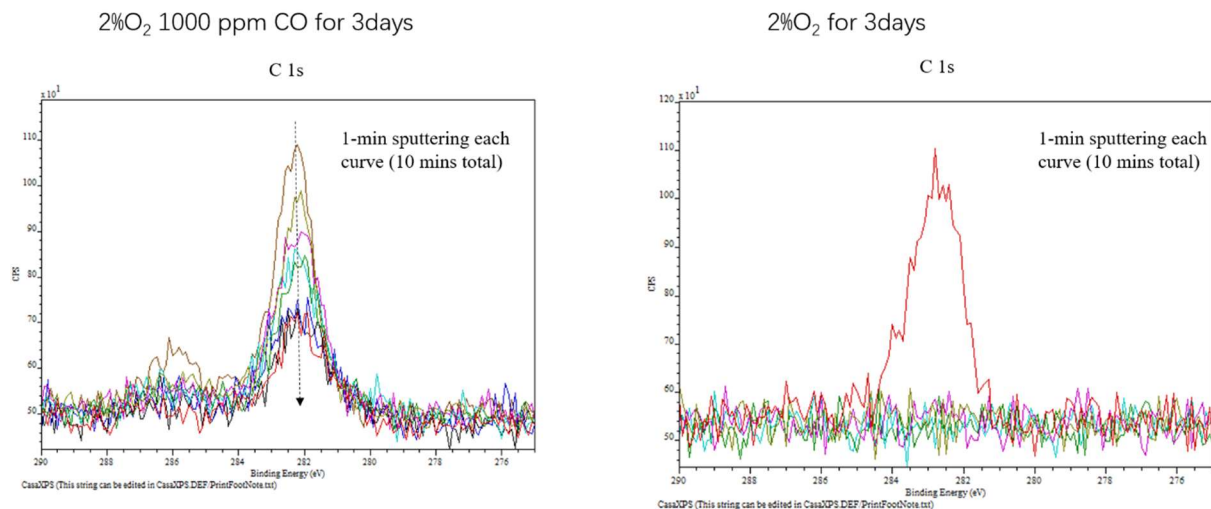 2%O₂ 1000 ppm CO for 3days
C 1s
x 10¹
1-min sputtering each
curve (10 mins total)
110
100
90
80
70
60
50
CPS
290 288 286 284 282 280 278 276
Binding Energy (eV)
CasaXPS (This string can be edited in CasaXPS.DEF/PrintFootNote.txt)
2%O₂ for 3days
C 1s
120 x 10¹
1-min sputtering each
curve (10 mins total)
110
100
90
80
70
60
50
CPS
290 288 286 284 282 280 278 276
Binding Energy (eV)
CasaXPS (This string can be edited in CasaXPS.DEF/PrintFootNote.txt)